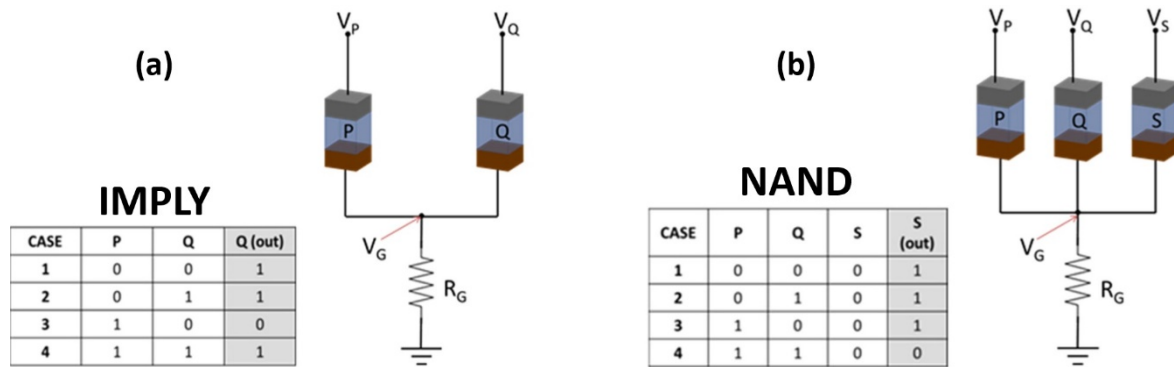 (a)
V_P
V_Q
P
Q
V_G
R_G
IMPLY
CASE P Q Q (out)
1 0 0 1
2 0 1 1
3 1 0 0
4 1 1 1
(b)
V_P
V_Q
V_S
P
Q
S
V_G
R_G
NAND
CASE P Q S S (out)
1 0 0 0 1
2 0 1 0 1
3 1 0 0 1
4 1 1 0 0